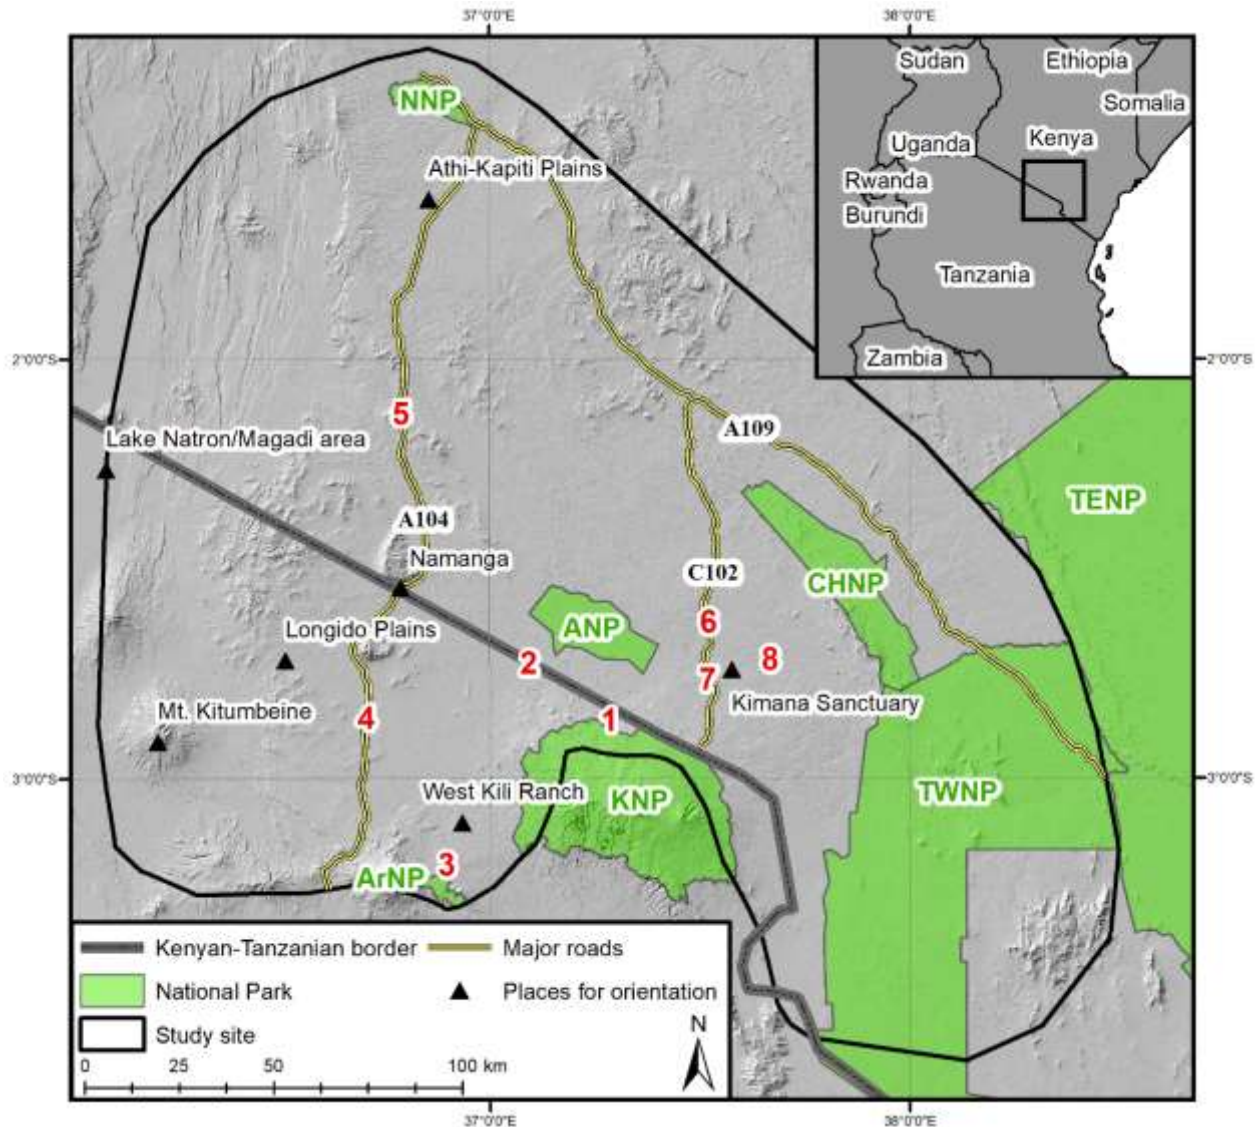 37°0'0"E
38°0'0"E
Sudan
Ethiopia
Somalia
Uganda
Kenya
Rwanda
Burundi
Tanzania
Zambia
NNP
Athi-Kapiti Plains
2°0'0"S
2°0'0"S
5
A109
Lake Natron/Magadi area
TENP
A104
Namanga
C102
CHNP
ANP
6
Longido Plains
2
7
8
Kimana Sanctuary
Mt. Kitumbeine
4
1
3°0'0"S
3°0'0"S
West Kili Ranch
KNP
TWNP
3
ArNP
Kenyan-Tanzanian border
Major roads
National Park
Places for orientation
Study site
N
0 25 50 100 km
37°0'0"E
38°0'0"E